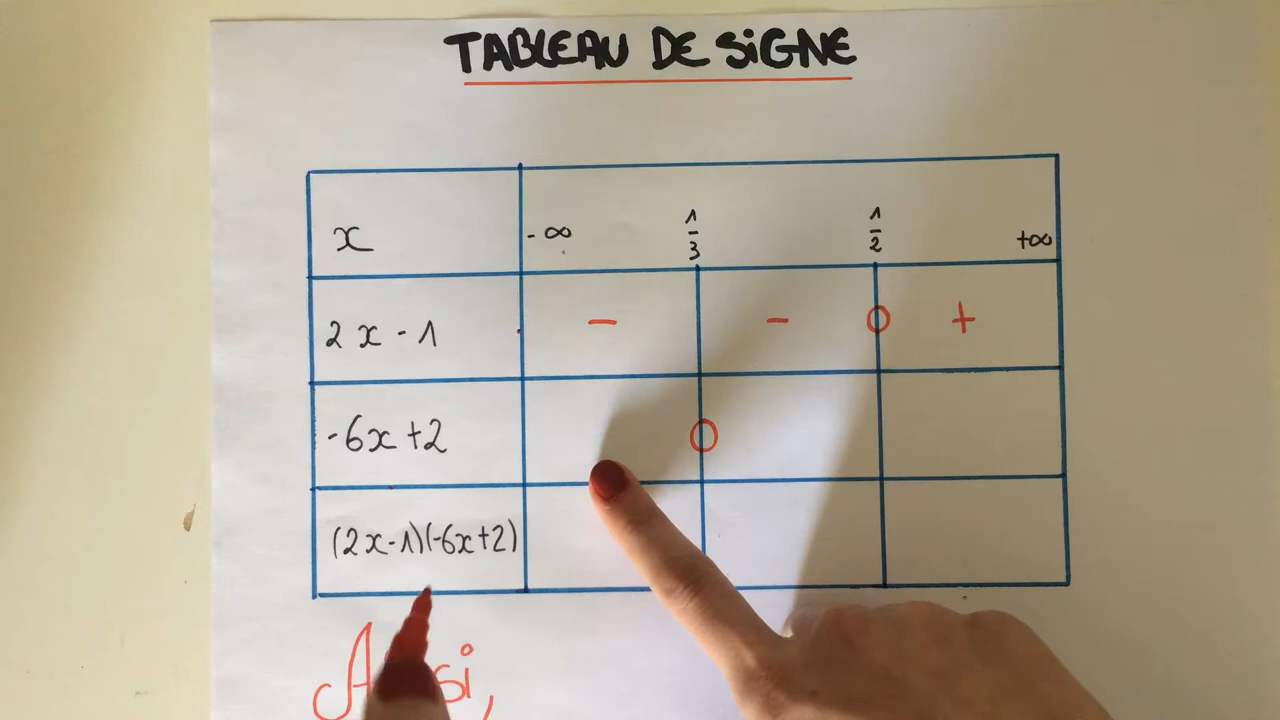 TABLEAU DE SiGNE
x -∞ 1/3 1/2 +∞
2x-1 - - 0 +
-6x+2 0
(2x-1)(-6x+2)